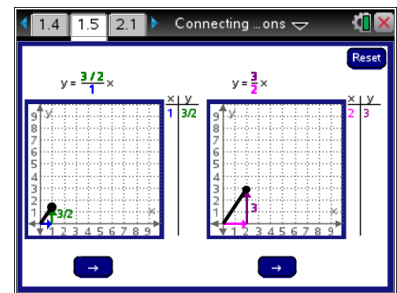 1.4 1.5 2.1 Connecting ...ons
Reset
y = 3/2/1 x
x y
1 3/2
9 y
8
7
6
5
4
3
2
1
3/2
x
1 2 3 4 5 6 7 8 9
→
y = 3/2 x
x y
2 3
9 y
8
7
6
5
4
3
2
1
3
x
1 2 3 4 5 6 7 8 9
→